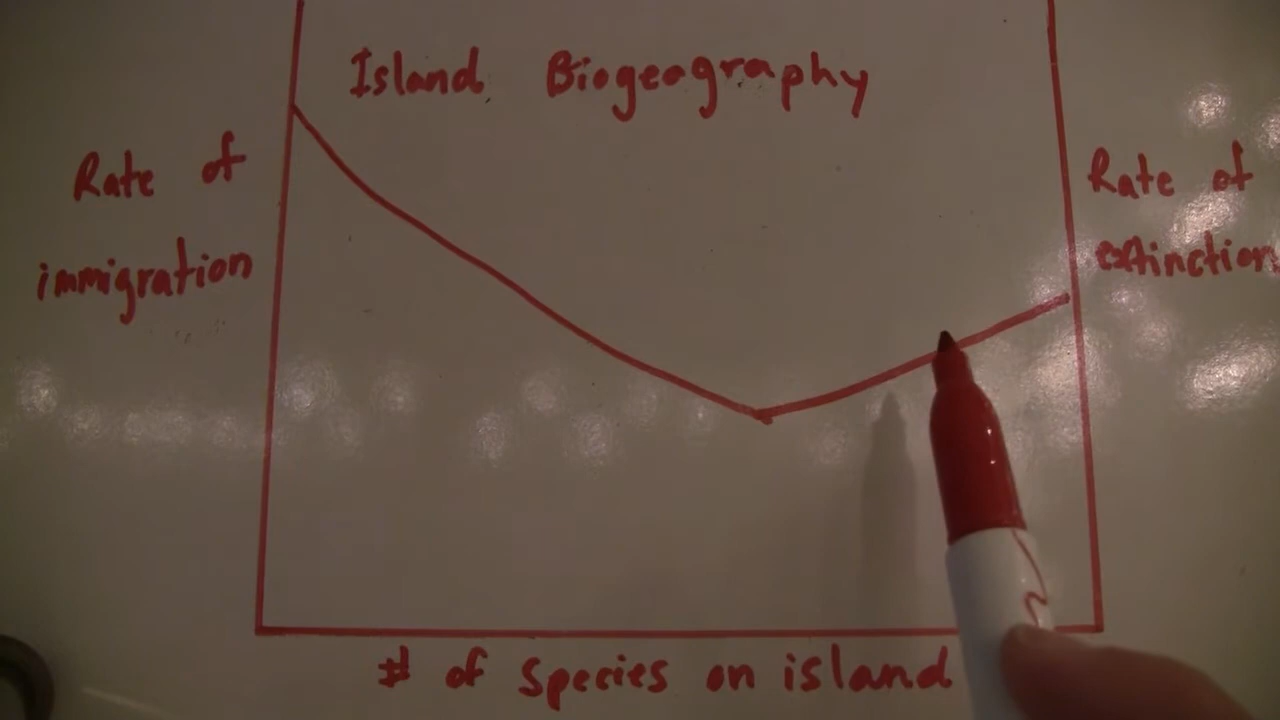 Island Biogeography
Rate of
immigration
Rate of
extinction
# of species on island